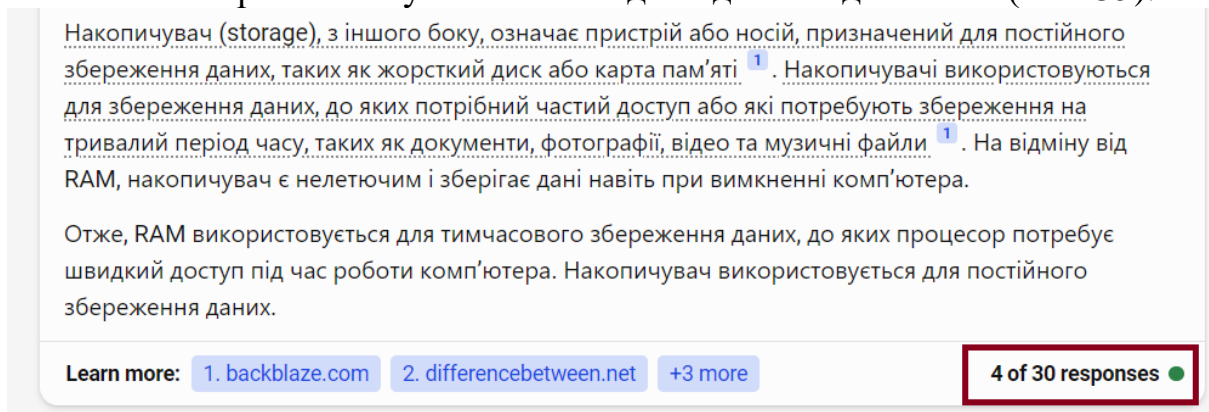 Накопичувач (storage), з іншого боку, означає пристрій або носій, призначений для постійного
збереження даних, таких як жорсткий диск або карта пам'яті 1 . Накопичувачі використовуються
для збереження даних, до яких потрібний частий доступ або які потребують збереження на
тривалий період часу, таких як документи, фотографії, відео та музичні файли 1 . На відміну від
RAM, накопичувач є нелетючим і зберігає дані навіть при вимкненні комп'ютера.
Отже, RAM використовується для тимчасового збереження даних, до яких процесор потребує
швидкий доступ під час роботи комп'ютера. Накопичувач використовується для постійного
збереження даних.
Learn more: 1. backblaze.com 2. differencebetween.net +3 more 4 of 30 responses